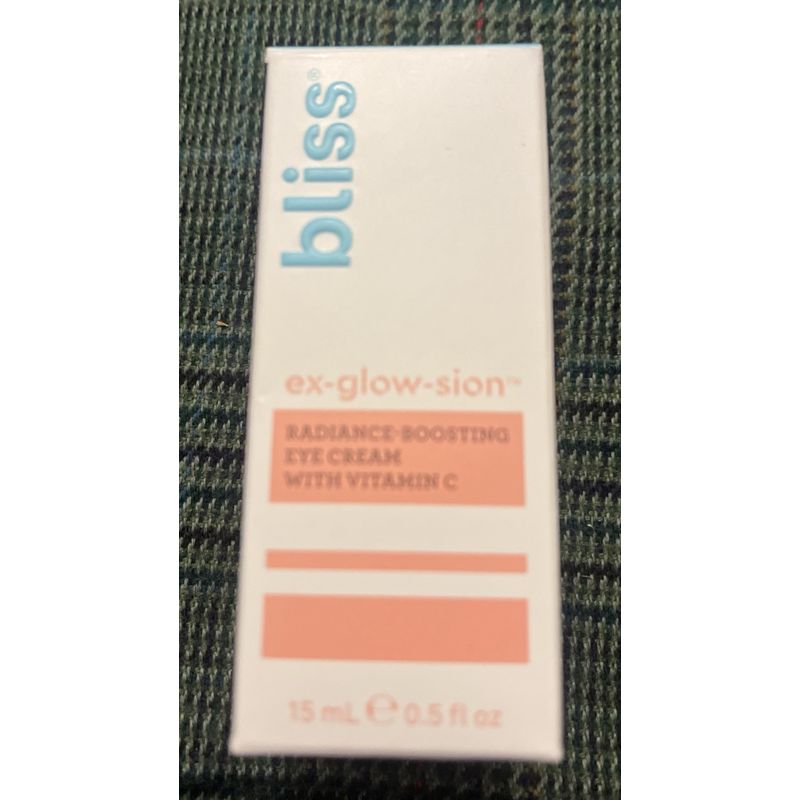 bliss®
ex-glow-sion™
RADIANCE-BOOSTING
EYE CREAM
WITH VITAMIN C
15 mL ℮ 0.5 fl oz